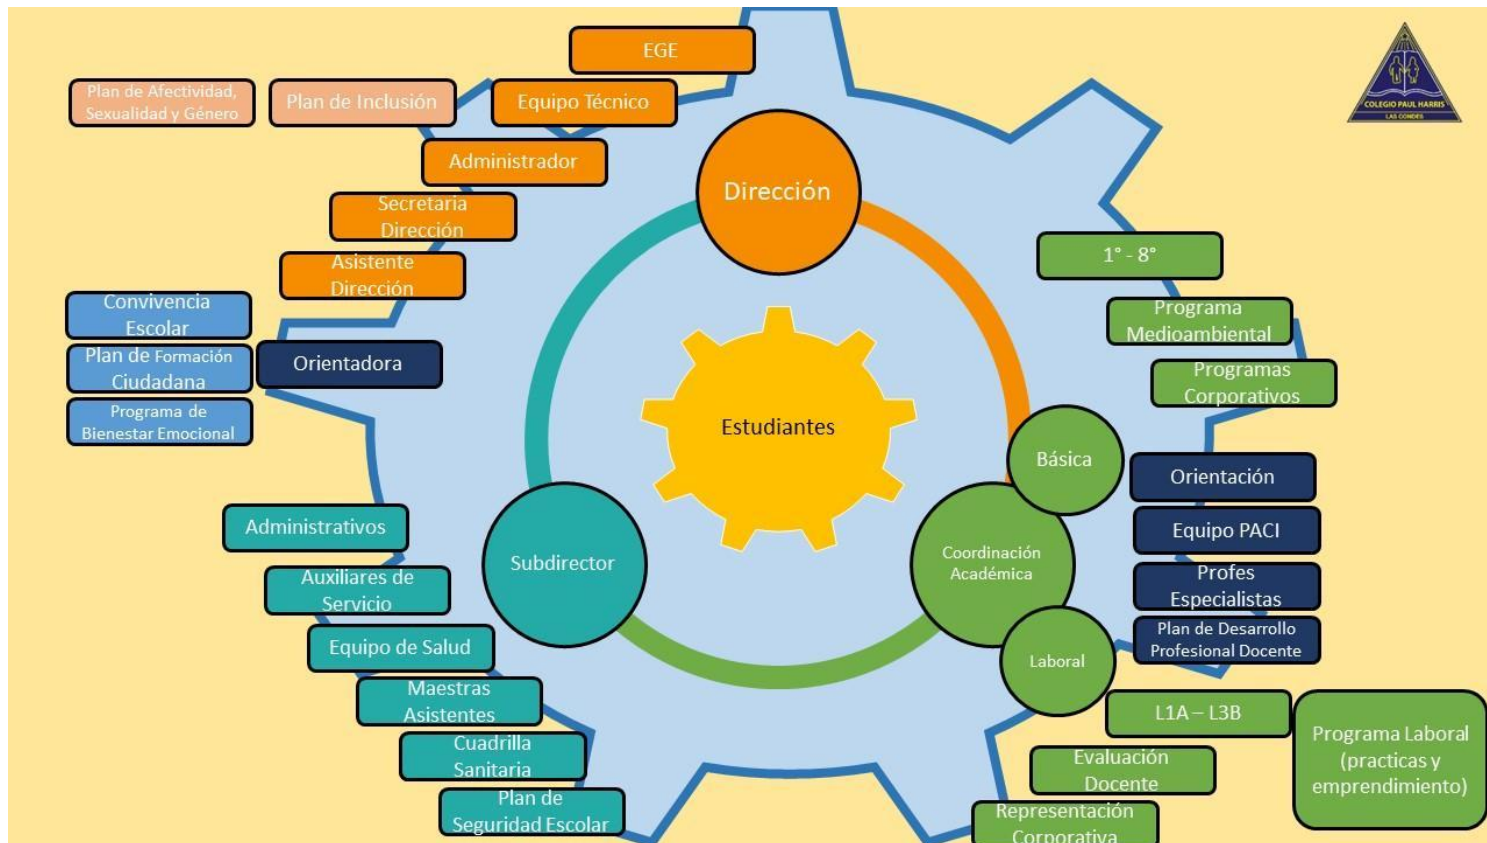 EGE
Plan de Afectividad,
Sexualidad y Género
Plan de Inclusión
Equipo Técnico
COLEGIO PAUL HARRIS
LAS CONDES
Administrador
Dirección
Secretaria
Dirección
Asistente
Dirección
1° - 8°
Programa
Medioambiental
Programas
Corporativos
Convivencia
Escolar
Plan de Formación
Ciudadana
Programa de
Bienestar Emocional
Orientadora
Estudiantes
Básica
Orientación
Equipo PACI
Profes
Especialistas
Plan de Desarrollo
Profesional Docente
Administrativos
Subdirector
Coordinación
Académica
Auxiliares de
Servicio
Equipo de Salud
Laboral
Maestras
Asistentes
L1A – L3B
Programa Laboral
(practicas y
emprendimiento)
Cuadrilla
Sanitaria
Evaluación
Docente
Plan de
Seguridad Escolar
Representación
Corporativa